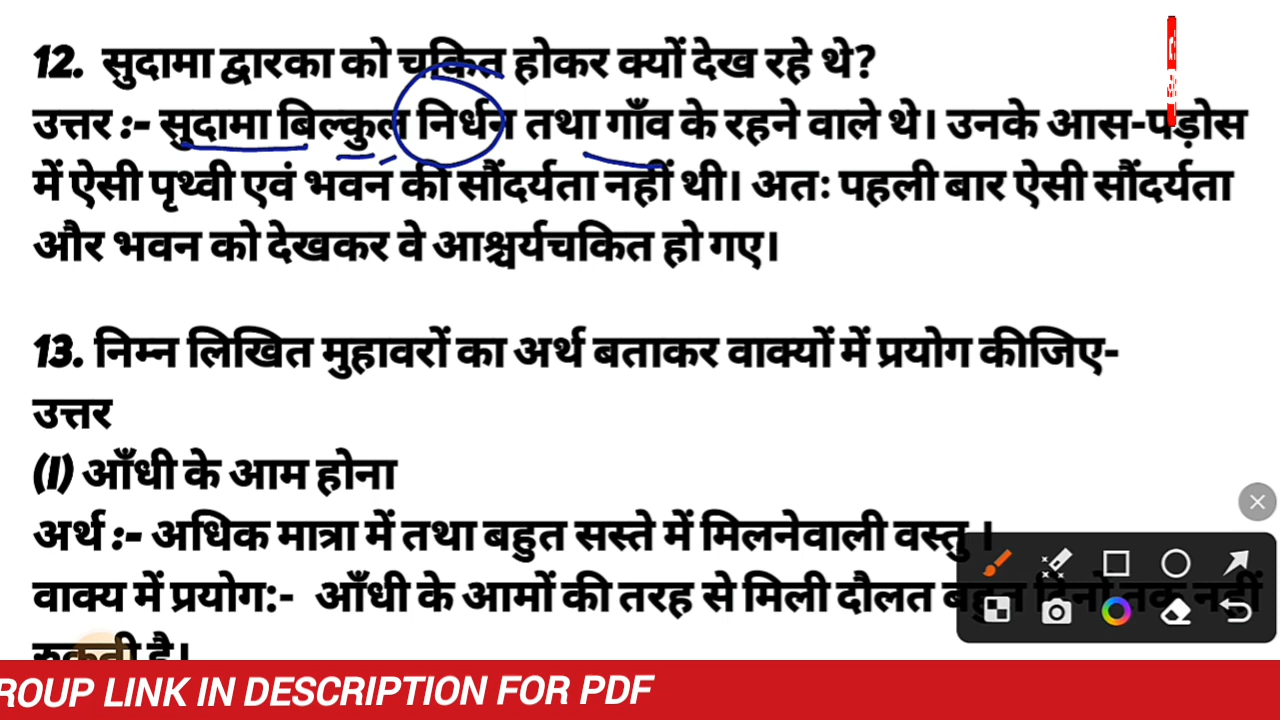 12. सुदामा द्वारका को चकित होकर क्यों देख रहे थे?
उत्तर :- सुदामा बिल्कुल निर्धन तथा गाँव के रहने वाले थे। उनके आस-पड़ोस
में ऐसी पृथ्वी एवं भवन की सौंदर्यता नहीं थी। अतः पहली बार ऐसी सौंदर्यता
और भवन को देखकर वे आश्चर्यचकित हो गए।
13. निम्न लिखित मुहावरों का अर्थ बताकर वाक्यों में प्रयोग कीजिए-
उत्तर
(I) आँधी के आम होना
अर्थ :- अधिक मात्रा में तथा बहुत सस्ते में मिलनेवाली वस्तु ।
वाक्य में प्रयोग:- आँधी के आमों की तरह से मिली दौलत बहुत दिनो तक नहीं
रुकती है।
ROUP LINK IN DESCRIPTION FOR PDF